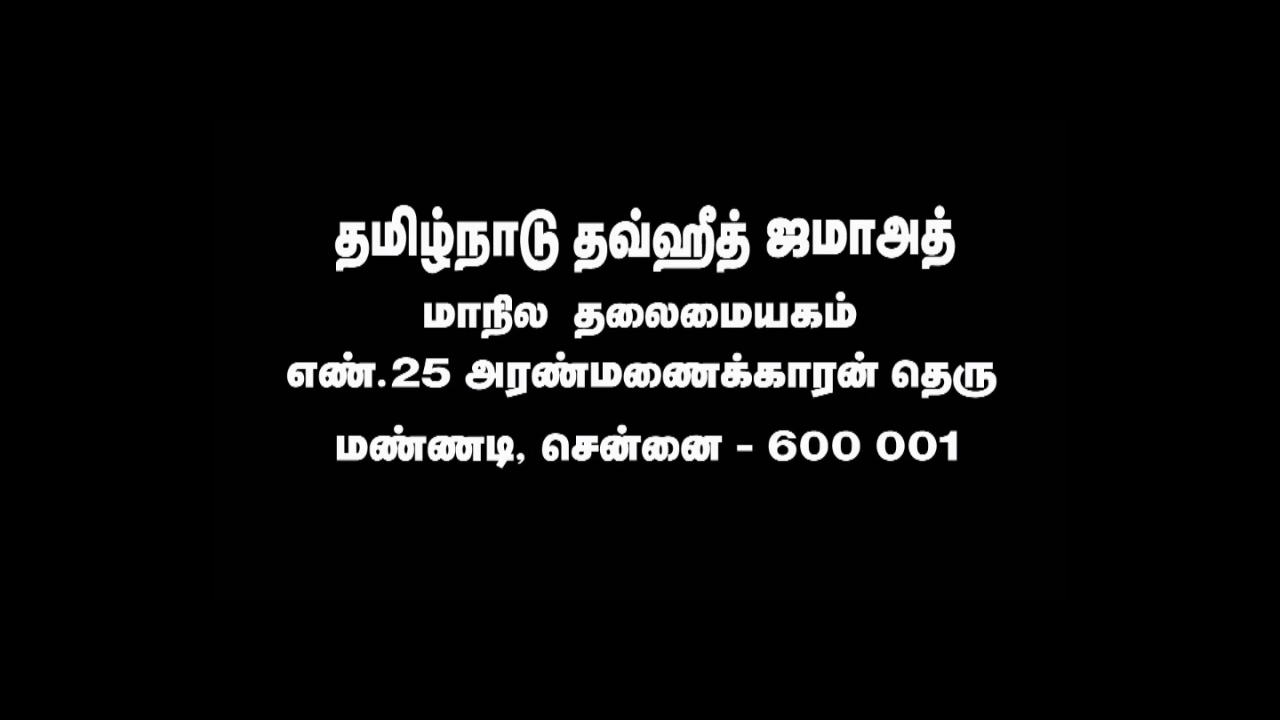 தமிழ்நாடு தவ்ஹீத் ஜமாஅத்
மாநில தலைமையகம்
எண்.25 அரண்மணைக்காரன் தெரு
மண்ணடி, சென்னை - 600 001